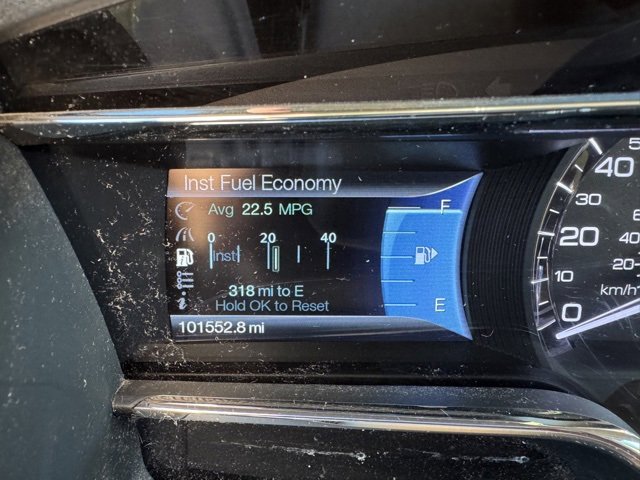 Inst Fuel Economy
Avg 22.5 MPG
0 20 40
Inst
318 mi to E
Hold OK to Reset
101552.8 mi
F
E
40
30
20
10
0
20
km/h